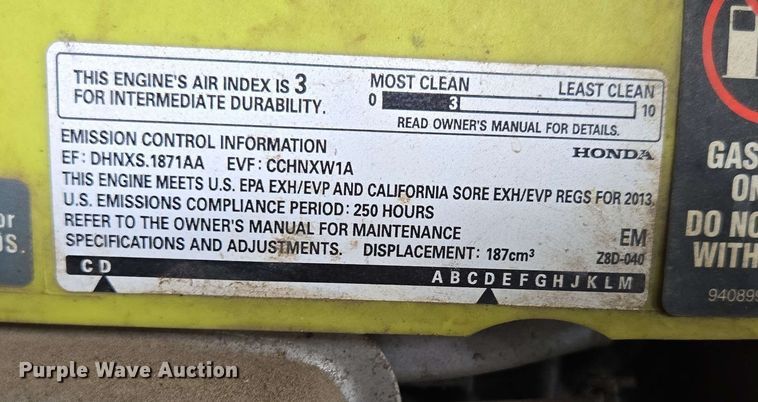 THIS ENGINE'S AIR INDEX IS 3
FOR INTERMEDIATE DURABILITY.
MOST CLEAN LEAST CLEAN
0 3 10
READ OWNER'S MANUAL FOR DETAILS.
EMISSION CONTROL INFORMATION
HONDA
EF: DHNXS.1871AA EVF: CCHNXW1A
THIS ENGINE MEETS U.S. EPA EXH/EVP AND CALIFORNIA SORE EXH/EVP REGS FOR 2013
U.S. EMISSIONS COMPLIANCE PERIOD: 250 HOURS
REFER TO THE OWNER'S MANUAL FOR MAINTENANCE
SPECIFICATIONS AND ADJUSTMENTS. DISPLACEMENT: 187cm³
EM
Z8D-040
C D A B C D E F G H J K L M
GAS
DO NO
WITH
Purple Wave Auction